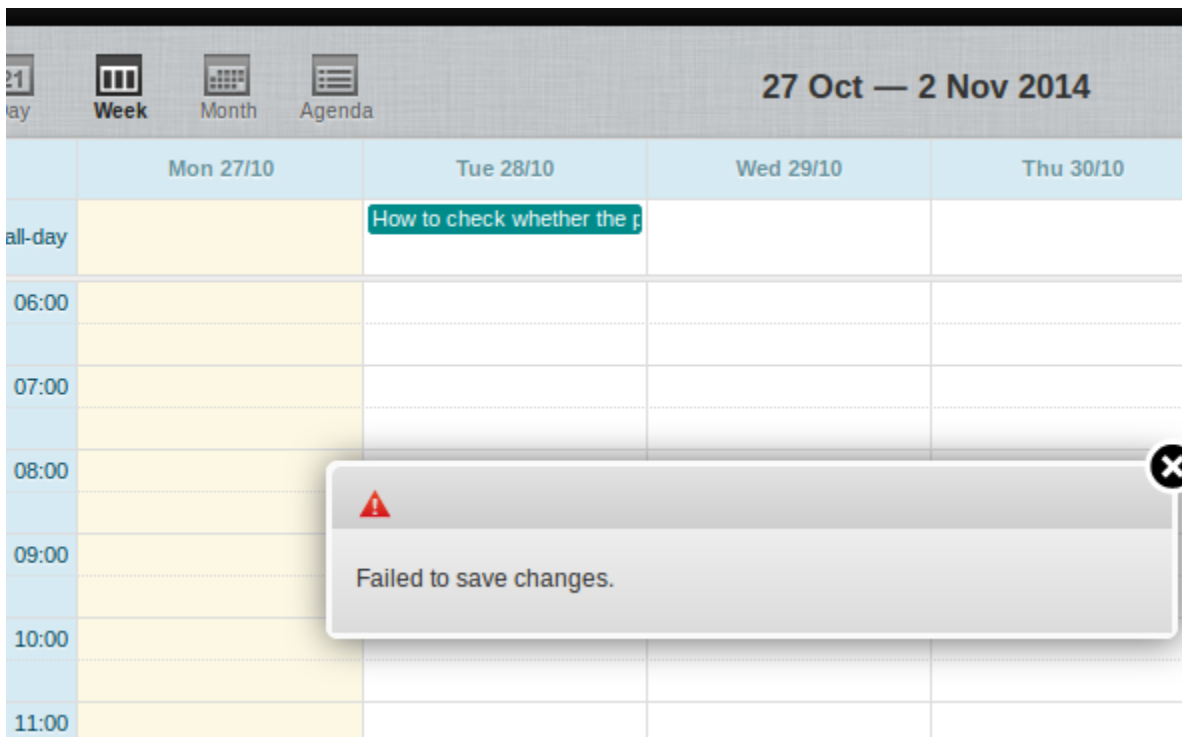 21
Week
Month
Agenda
27 Oct — 2 Nov 2014
Mon 27/10
Tue 28/10
Wed 29/10
Thu 30/10
all-day
How to check whether the
06:00
07:00
08:00
09:00
10:00
11:00
Failed to save changes.